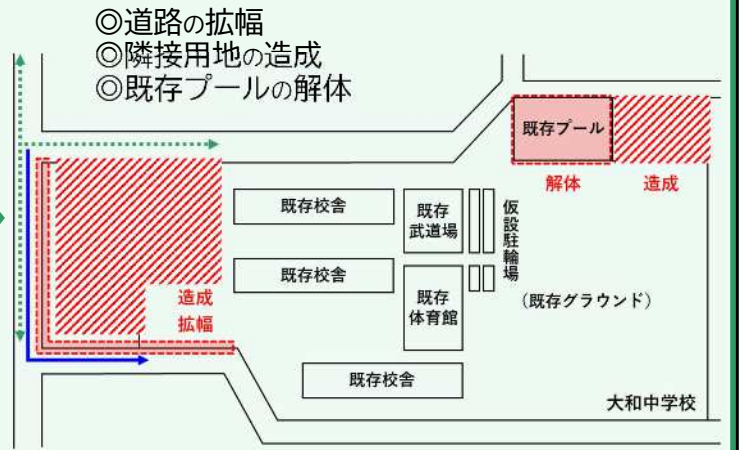 ◎道路の拡幅
◎隣接用地の造成
◎既存プールの解体
既存プール
解体
造成
既存校舎
既存
武道場
仮設駐輪場
既存校舎
造成
拡幅
既存
体育館
（既存グラウンド）
既存校舎
大和中学校